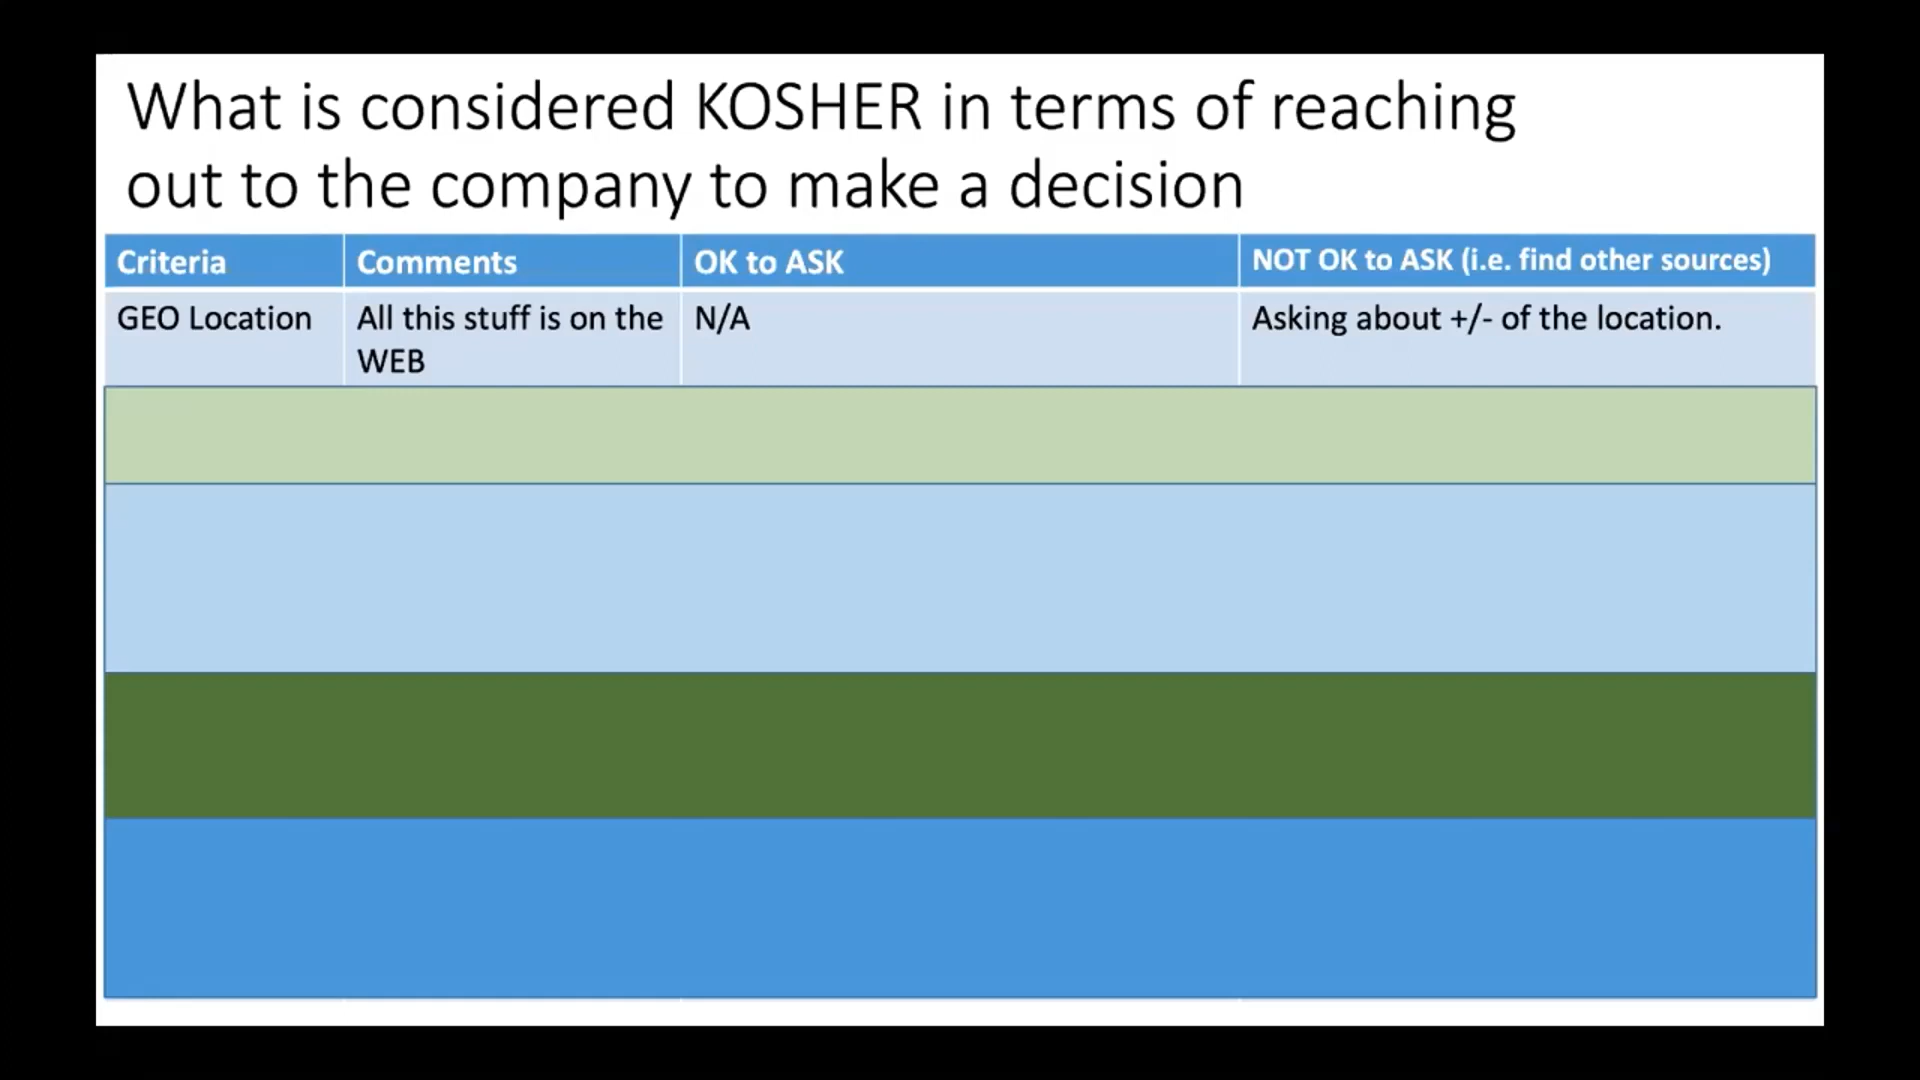 What is considered KOSHER in terms of reaching
out to the company to make a decision
Criteria
Comments
OK to ASK
NOT OK to ASK (i.e. find other sources)
GEO Location
All this stuff is on the
WEB
N/A
Asking about +/- of the location.